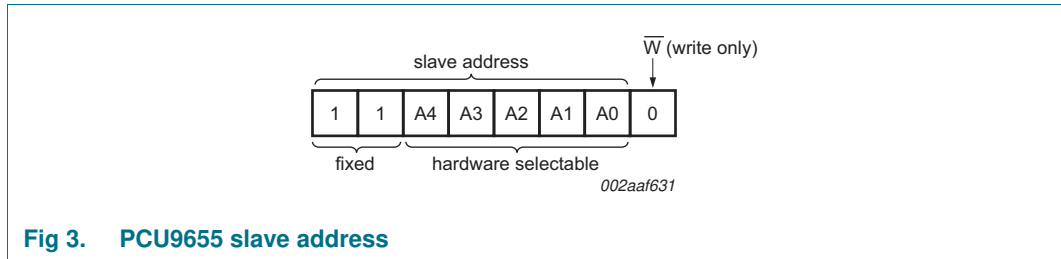 W (write only)
slave address
1 1 A4 A3 A2 A1 A0 0
fixed hardware selectable
002aaf631
Fig 3. PCU9655 slave address